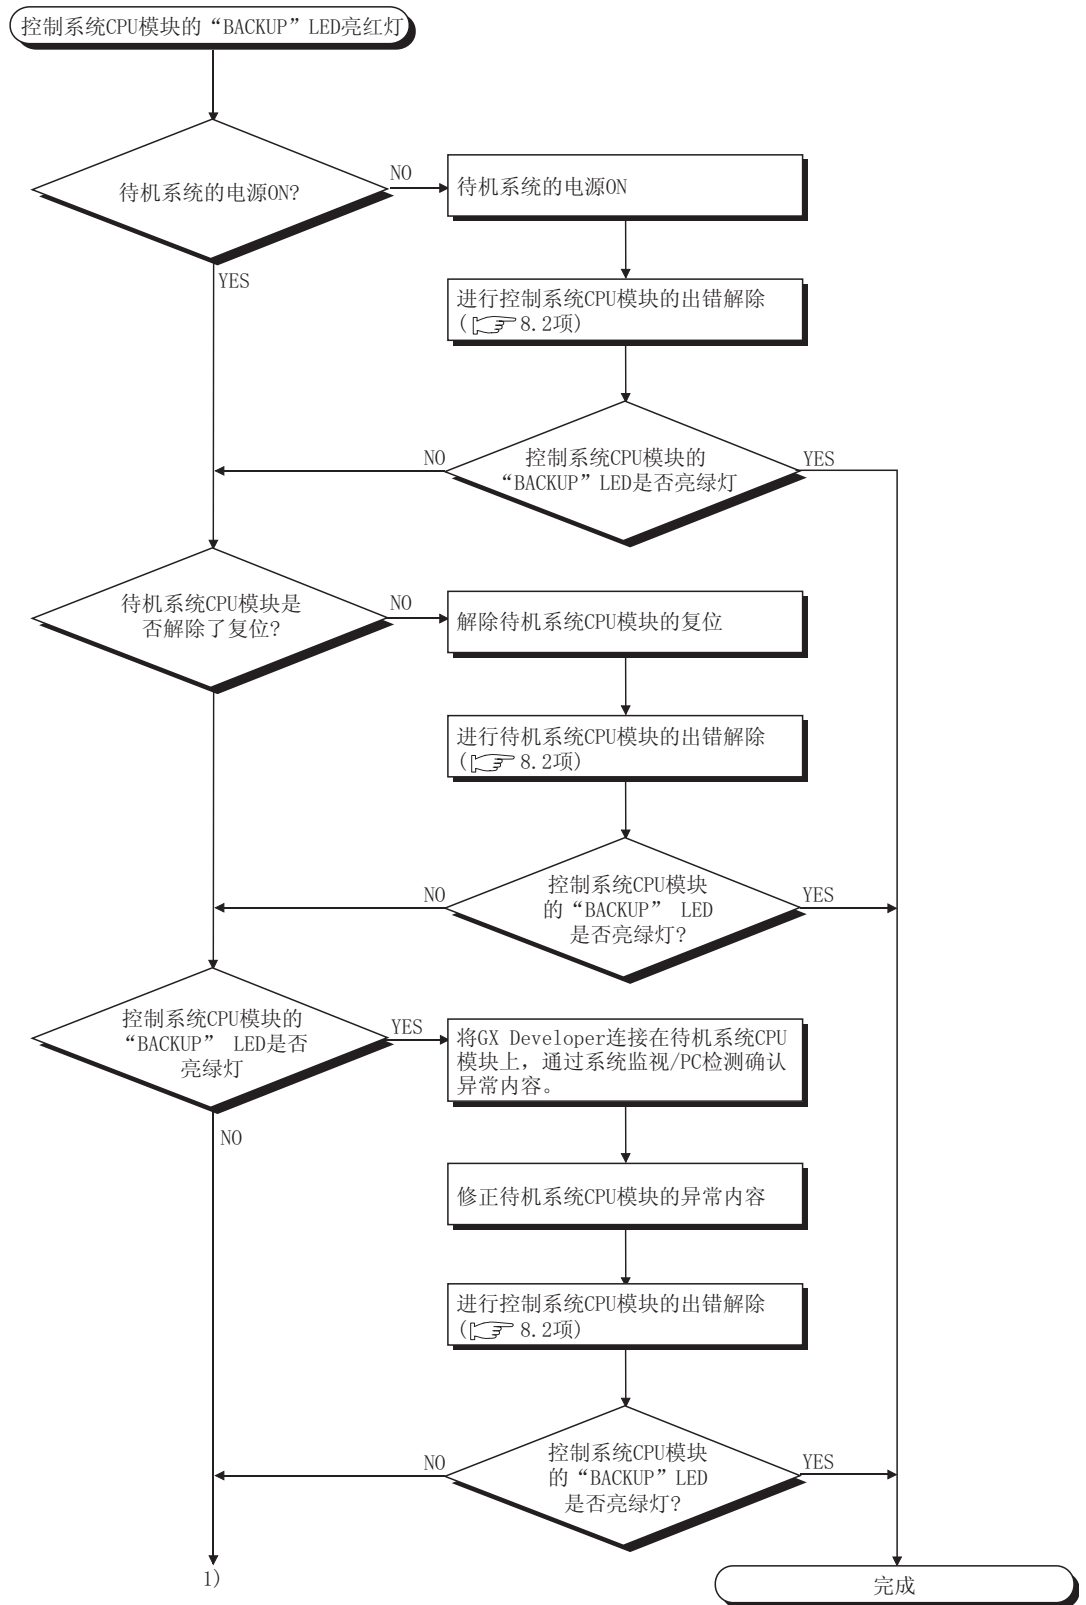 控制系统CPU模块的“BACKUP”LED亮红灯
待机系统的电源ON?
NO
待机系统的电源ON
YES
进行控制系统CPU模块的出错解除
(8.2项)
控制系统CPU模块的
“BACKUP”LED是否亮绿灯
NO
YES
待机系统CPU模块是
否解除了复位?
NO
解除待机系统CPU模块的复位
进行待机系统CPU模块的出错解除
(8.2项)
控制系统CPU模块
的“BACKUP” LED
是否亮绿灯?
NO
YES
控制系统CPU模块的
“BACKUP” LED是否
亮绿灯
YES
将GX Developer连接在待机系统CPU
模块上，通过系统监视/PC检测确认
异常内容。
NO
修正待机系统CPU模块的异常内容
进行控制系统CPU模块的出错解除
(8.2项)
控制系统CPU模块
的“BACKUP”LED
是否亮绿灯?
NO
YES
1)
完成